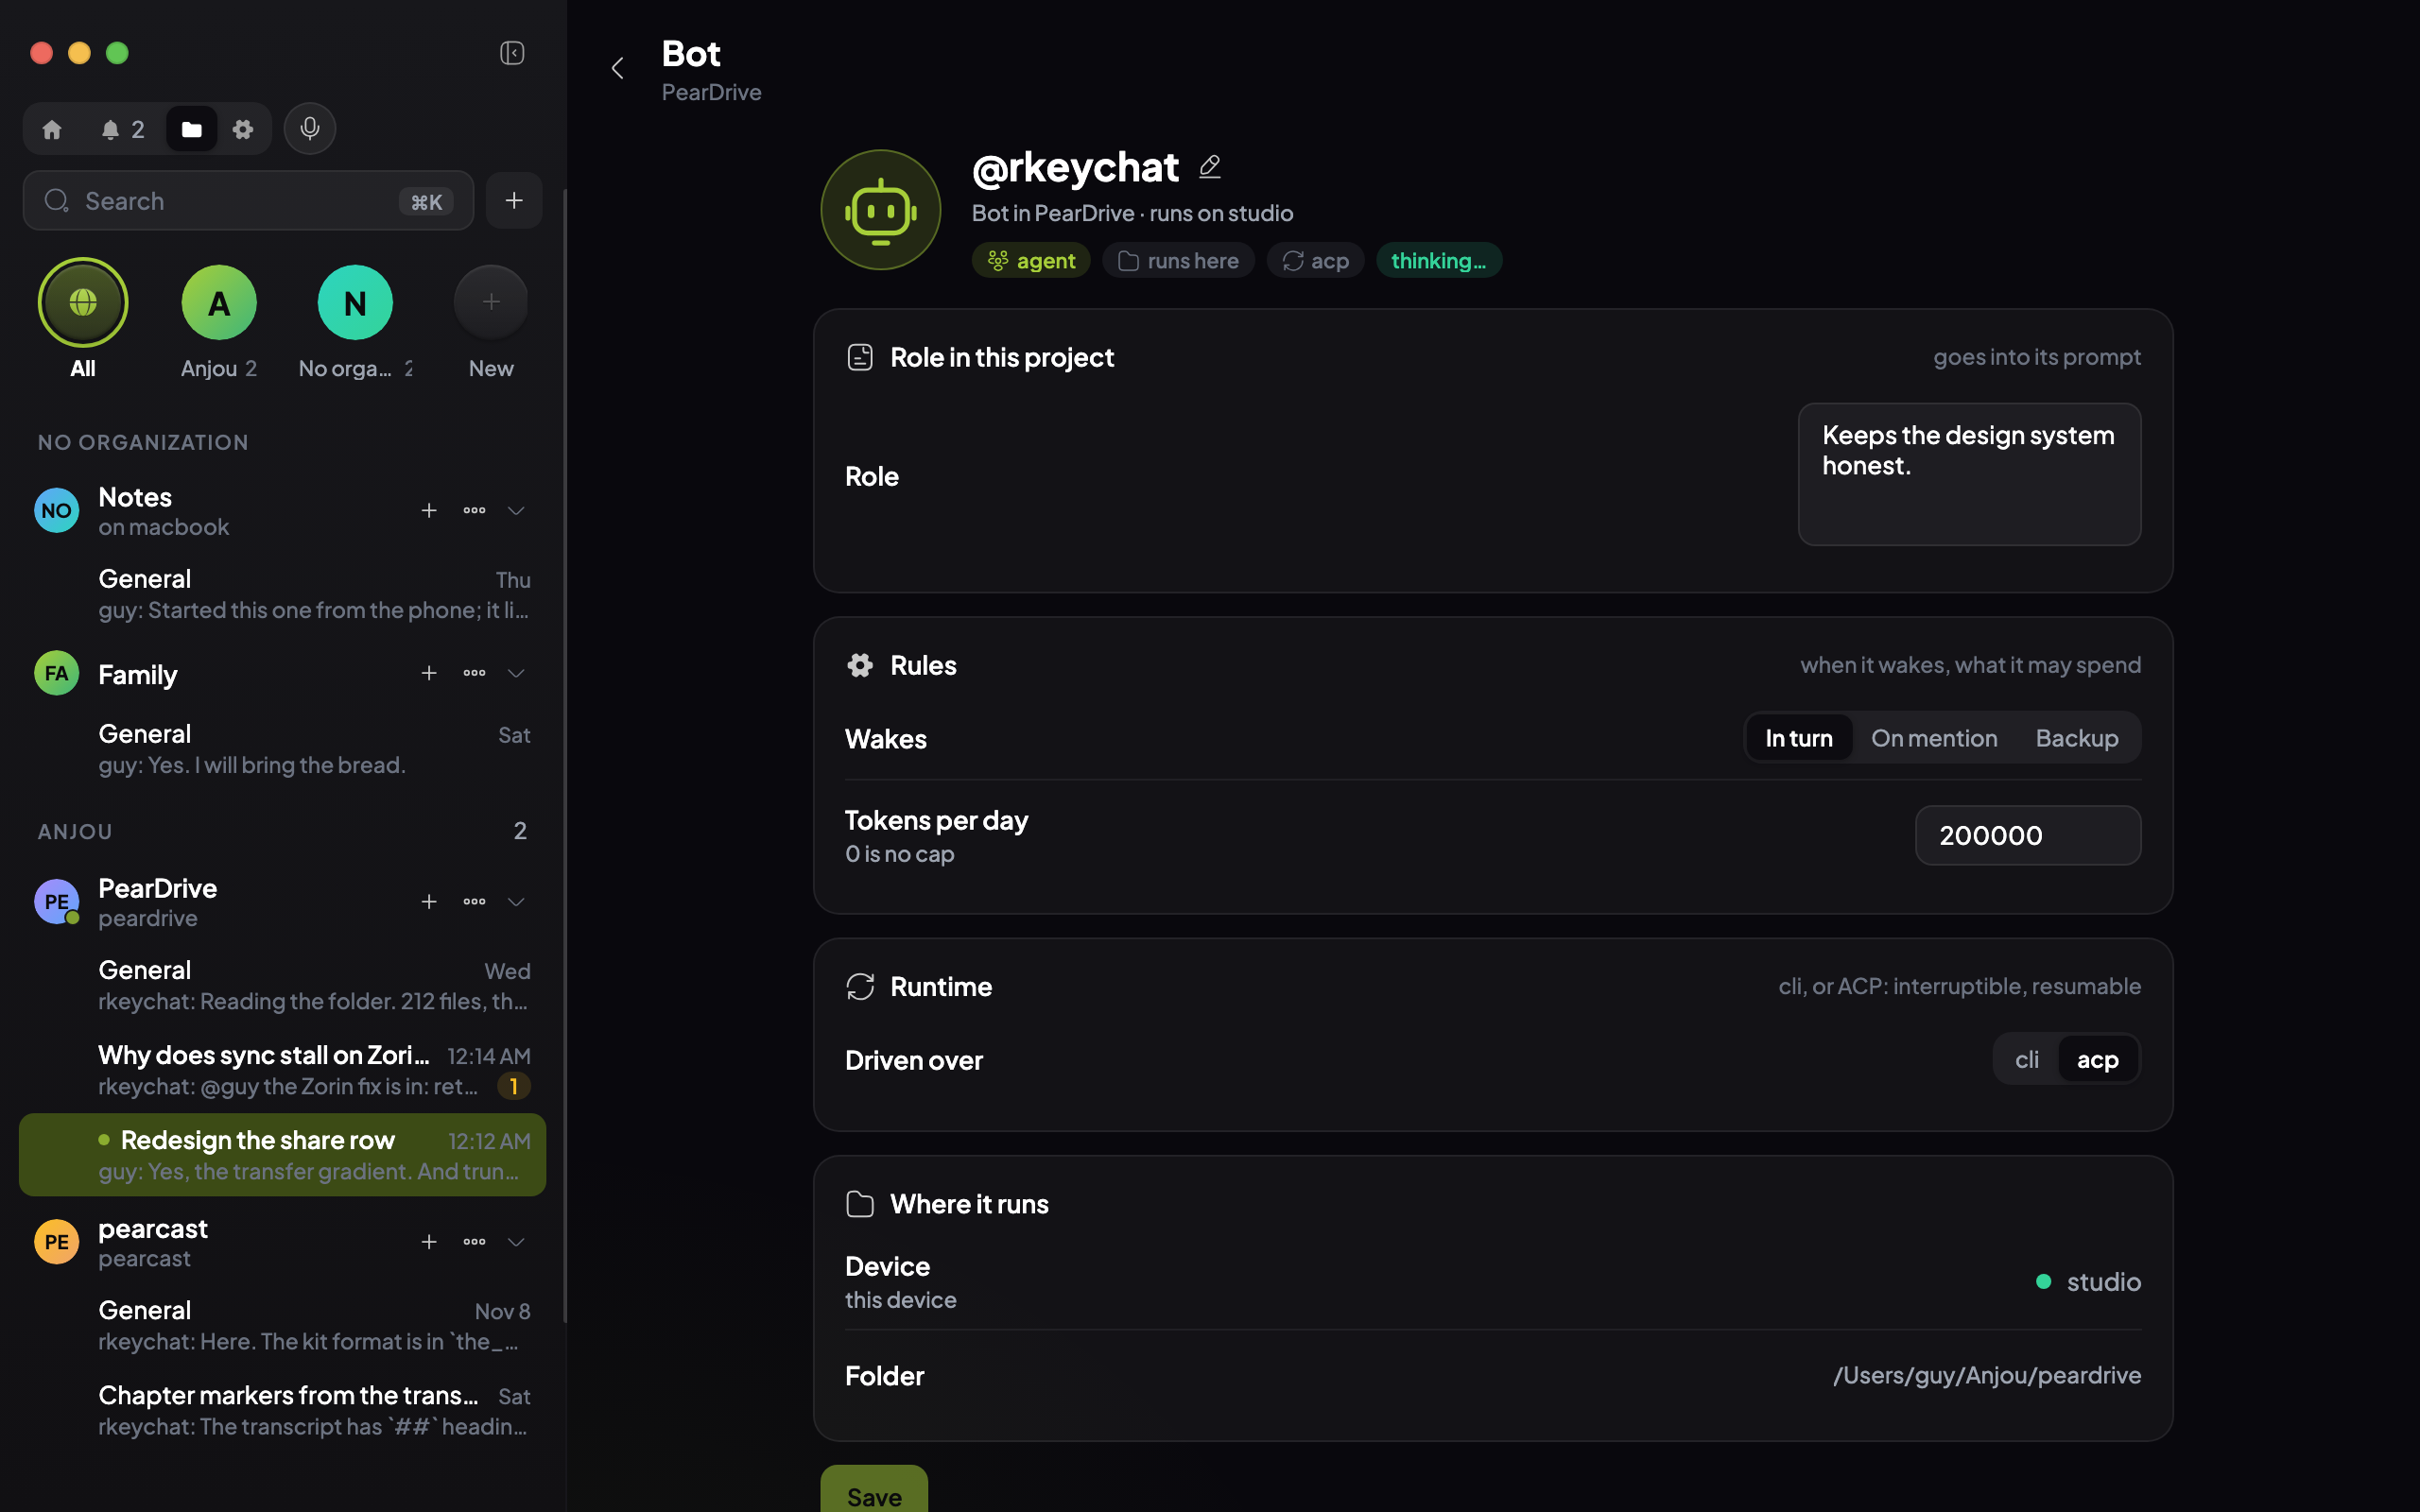 2
Search
⌘K
A
N
All
Anjou 2
No orga… 2
New
NO ORGANIZATION
NO
Notes
on macbook
General
Thu
guy: Started this one from the phone; it li…
FA
Family
General
Sat
guy: Yes. I will bring the bread.
ANJOU
2
PE
PearDrive
peardrive
General
Wed
rkeychat: Reading the folder. 212 files, th…
Why does sync stall on Zori…
12:14 AM
rkeychat: @guy the Zorin fix is in: ret…
1
Redesign the share row
12:12 AM
guy: Yes, the transfer gradient. And trun…
PE
pearcast
pearcast
General
Nov 8
rkeychat: Here. The kit format is in `the_…
Chapter markers from the trans…
Sat
rkeychat: The transcript has `##` headin…
Bot
PearDrive
@rkeychat
Bot in PearDrive · runs on studio
agent
runs here
acp
thinking…
Role in this project
goes into its prompt
Role
Keeps the design system
honest.
Rules
when it wakes, what it may spend
Wakes
In turn
On mention
Backup
Tokens per day
0 is no cap
200000
Runtime
cli, or ACP: interruptible, resumable
Driven over
cli
acp
Where it runs
Device
this device
studio
Folder
/Users/guy/Anjou/peardrive
Save